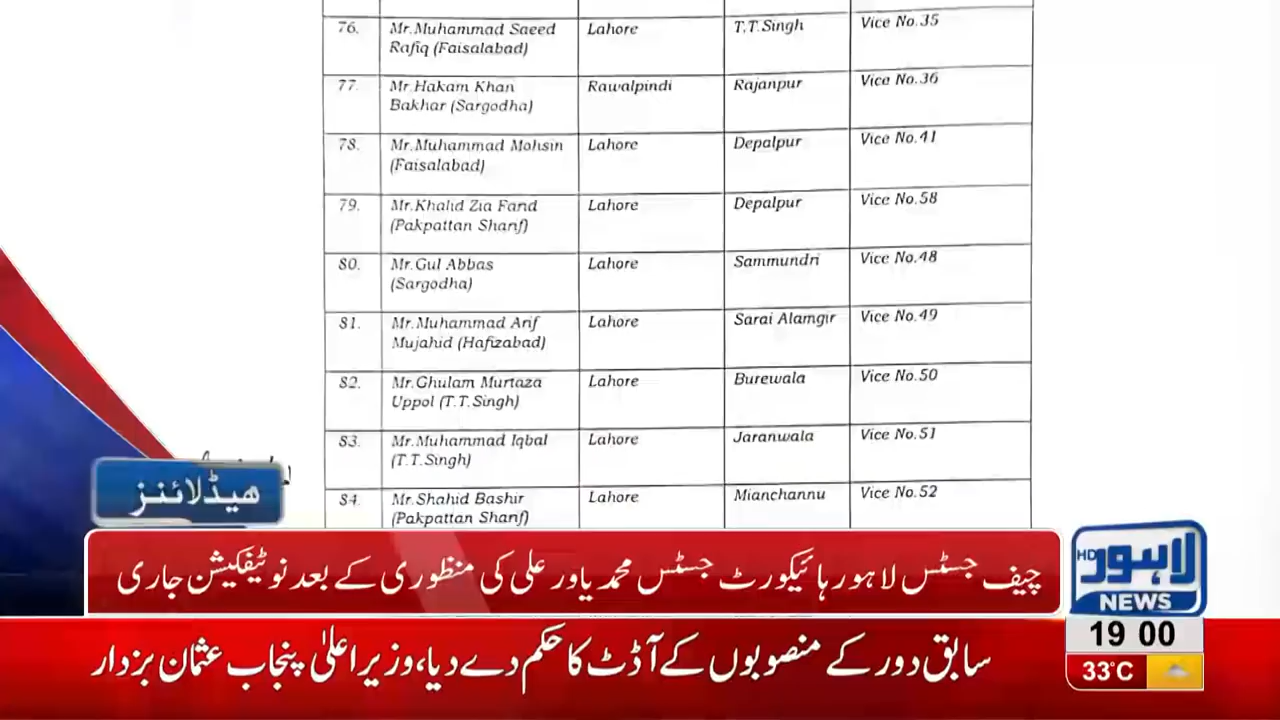 76. Mr.Muhammad Saeed Lahore T.T.Singh Vice No.35
Rafiq (Faisalabad)
77. Mr.Hakam Khan Rawalpindi Rajanpur Vice No.36
Bakhar (Sargodha)
78. Mr.Muhammad Mohsin Lahore Depalpur Vice No.41
(Faisalabad)
79. Mr.Khalid Zia Farid Lahore Depalpur Vice No.58
(Pakpattan Sharif)
80. Mr.Gul Abbas Lahore Sammundri Vice No.48
(Sargodha)
81. Mr.Muhammad Arif Lahore Sarai Alamgir Vice No.49
Mujahid (Hafizabad)
82. Mr.Ghulam Murtaza Lahore Burewala Vice No.50
Uppol (T.T.Singh)
83. Mr.Muhammad Iqbal Lahore Jaranwala Vice No.51
(T.T.Singh)
84. Mr.Shahid Bashir Lahore Mianchannu Vice No.52
(Pakpattan Sharif)
ہیڈلائنز
چیف جسٹس لاہور ہائیکورٹ جسٹس محمد یاور علی کی منظوری کے بعد نوٹیفکیشن جاری
HD لاہور
NEWS
19 00
سابق دور کے منصوبوں کے آڈٹ کا حکم دے دیا، وزیراعلیٰ پنجاب عثمان بزدار
33°C